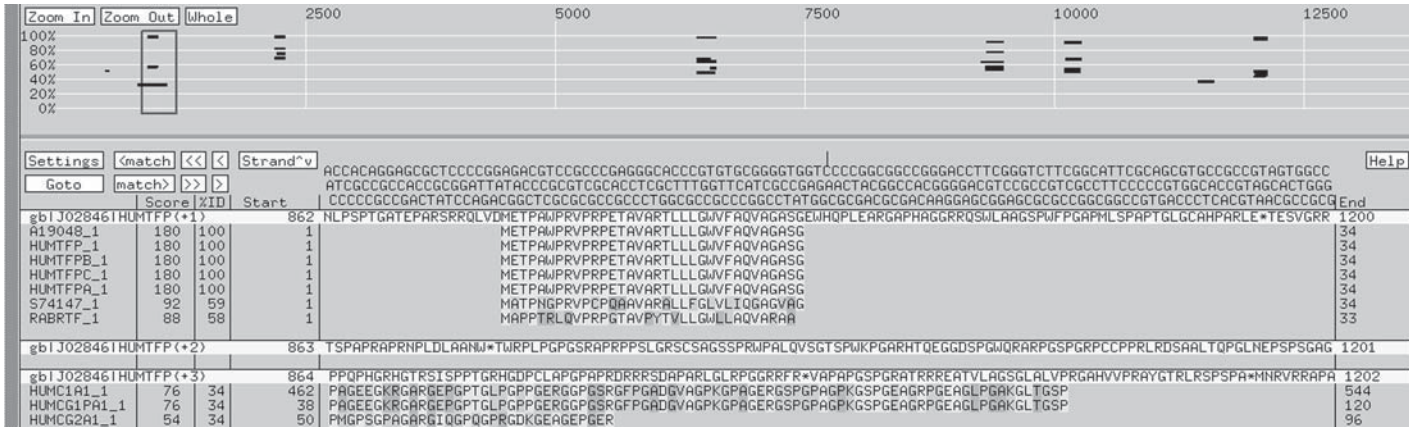 Zoom In Zoom Out Whole 2500 5000 7500 10000 12500
100%
80%
60%
40%
20%
0%
Settings <match << < Strand^v Help
Goto match> >> >
ACCACAGGAGCGCTCCCCGGAGACGTCCGCCCGAGGGCACCCGTGTGCGGGTGGTCCCCGGCGGCCGGGACCTTCGGGTCTTCGGCATTCGCAGCGTGCCGCCGTAGTGGCC
ATCGCCGCCACCGCGGATTATACCCGCGTCGCACCTCGCTTTGGTTCATCGCCGAGAACTACGGCCACGGGGACGTCCGCCGTCGCCTTCCCCCGTGGCACCGTAGCACTGGG
CCCCCGCCGACTATCCAGACGGCTCGCGCGCCGCCCTGGCGCCCCGGCCTATGGCGCGACGCGACAAGGAGCGGAGCGCGCCGGCGGCCGTGACCCTCACGTAACGCCGCG
Score %ID Start End
gb|J02846|HUMTFP(+1) 862 NLPSPTGATEPARSRRQLVDMETPAWPRVPRPETAVARTLLLGWVFAQVAGASGEWHQPLEARGPHAGGRRQSWLAAGSPWFPGAPMLSPAPTGLGCAHPARLE*TESVGRR 1200
A19048_1 180 100 1 METPAWPRVPRPETAVARTLLLGWVFAQVAGASG 34
HUMTFP_1 180 100 1 METPAWPRVPRPETAVARTLLLGWVFAQVAGASG 34
HUMTFPB_1 180 100 1 METPAWPRVPRPETAVARTLLLGWVFAQVAGASG 34
HUMTFPC_1 180 100 1 METPAWPRVPRPETAVARTLLLGWVFAQVAGASG 34
HUMTFPA_1 180 100 1 METPAWPRVPRPETAVARTLLLGWVFAQVAGASG 34
S74147_1 92 59 1 MATPNGPRVPCPQAAVARALLFGLVLIQGAGVAG 34
RABRTF_1 88 58 1 MAPPTRLQVPRPGTAVPYTVLLGWLLAQVARAA 33
gb|J02846|HUMTFP(+2) 863 TSPAPRAPRNPLDLAANW*TWRPLPGPGSRAPRPPSLGRSCSAGSSPRWPALQVSGTSPWKPGARHTQEGGDSPGWQRARPGSPGRPCCPPRLRDSAALTQPGLNEPSPSGAG 1201
gb|J02846|HUMTFP(+3) 864 PPQPHGRHGTRSISPPTGRHGDPCLAPGPAPRDRRRSDAPARLGLRPGGRRFR*VAPAPGSPGRATRRREATVLAGSGLALVPRGAHVVPRAYGTRLRSPSPA*MNRVRRAPA 1202
HUMC1A1_1 76 34 462 PAGEEGKRGARGEPGPTGLPGPPGERGGPGSRGFPGADGVAGPKGPAGERGSPGPAGPKGSPGEAGRPGEAGLPGAKGLTGSP 544
HUMCG1PA1_1 76 34 38 PAGEEGKRGARGEPGPTGLPGPPGERGGPGSRGFPGADGVAGPKGPAGERGSPGPAGPKGSPGEAGRPGEAGLPGAKGLTGSP 120
HUMCG2A1_1 54 34 50 PMGPSGPAGARGIQGPQGPRGDKGEAGEPGER 96